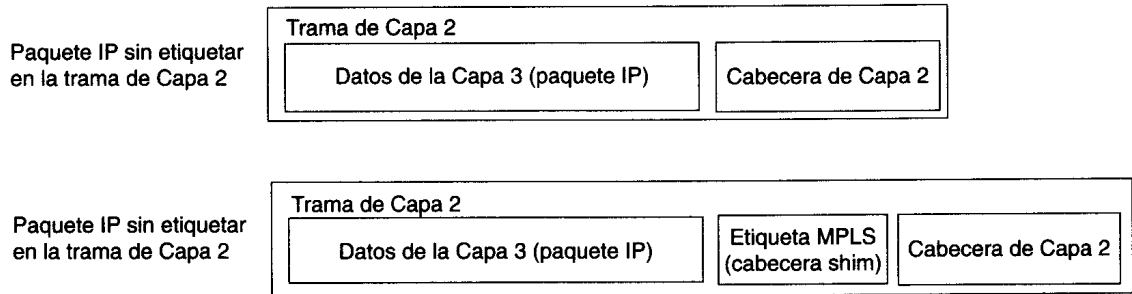 Trama de Capa 2
Paquete IP sin etiquetar
en la trama de Capa 2
Datos de la Capa 3 (paquete IP)
Cabecera de Capa 2
Trama de Capa 2
Paquete IP sin etiquetar
en la trama de Capa 2
Datos de la Capa 3 (paquete IP)
Etiqueta MPLS
(cabecera shim)
Cabecera de Capa 2